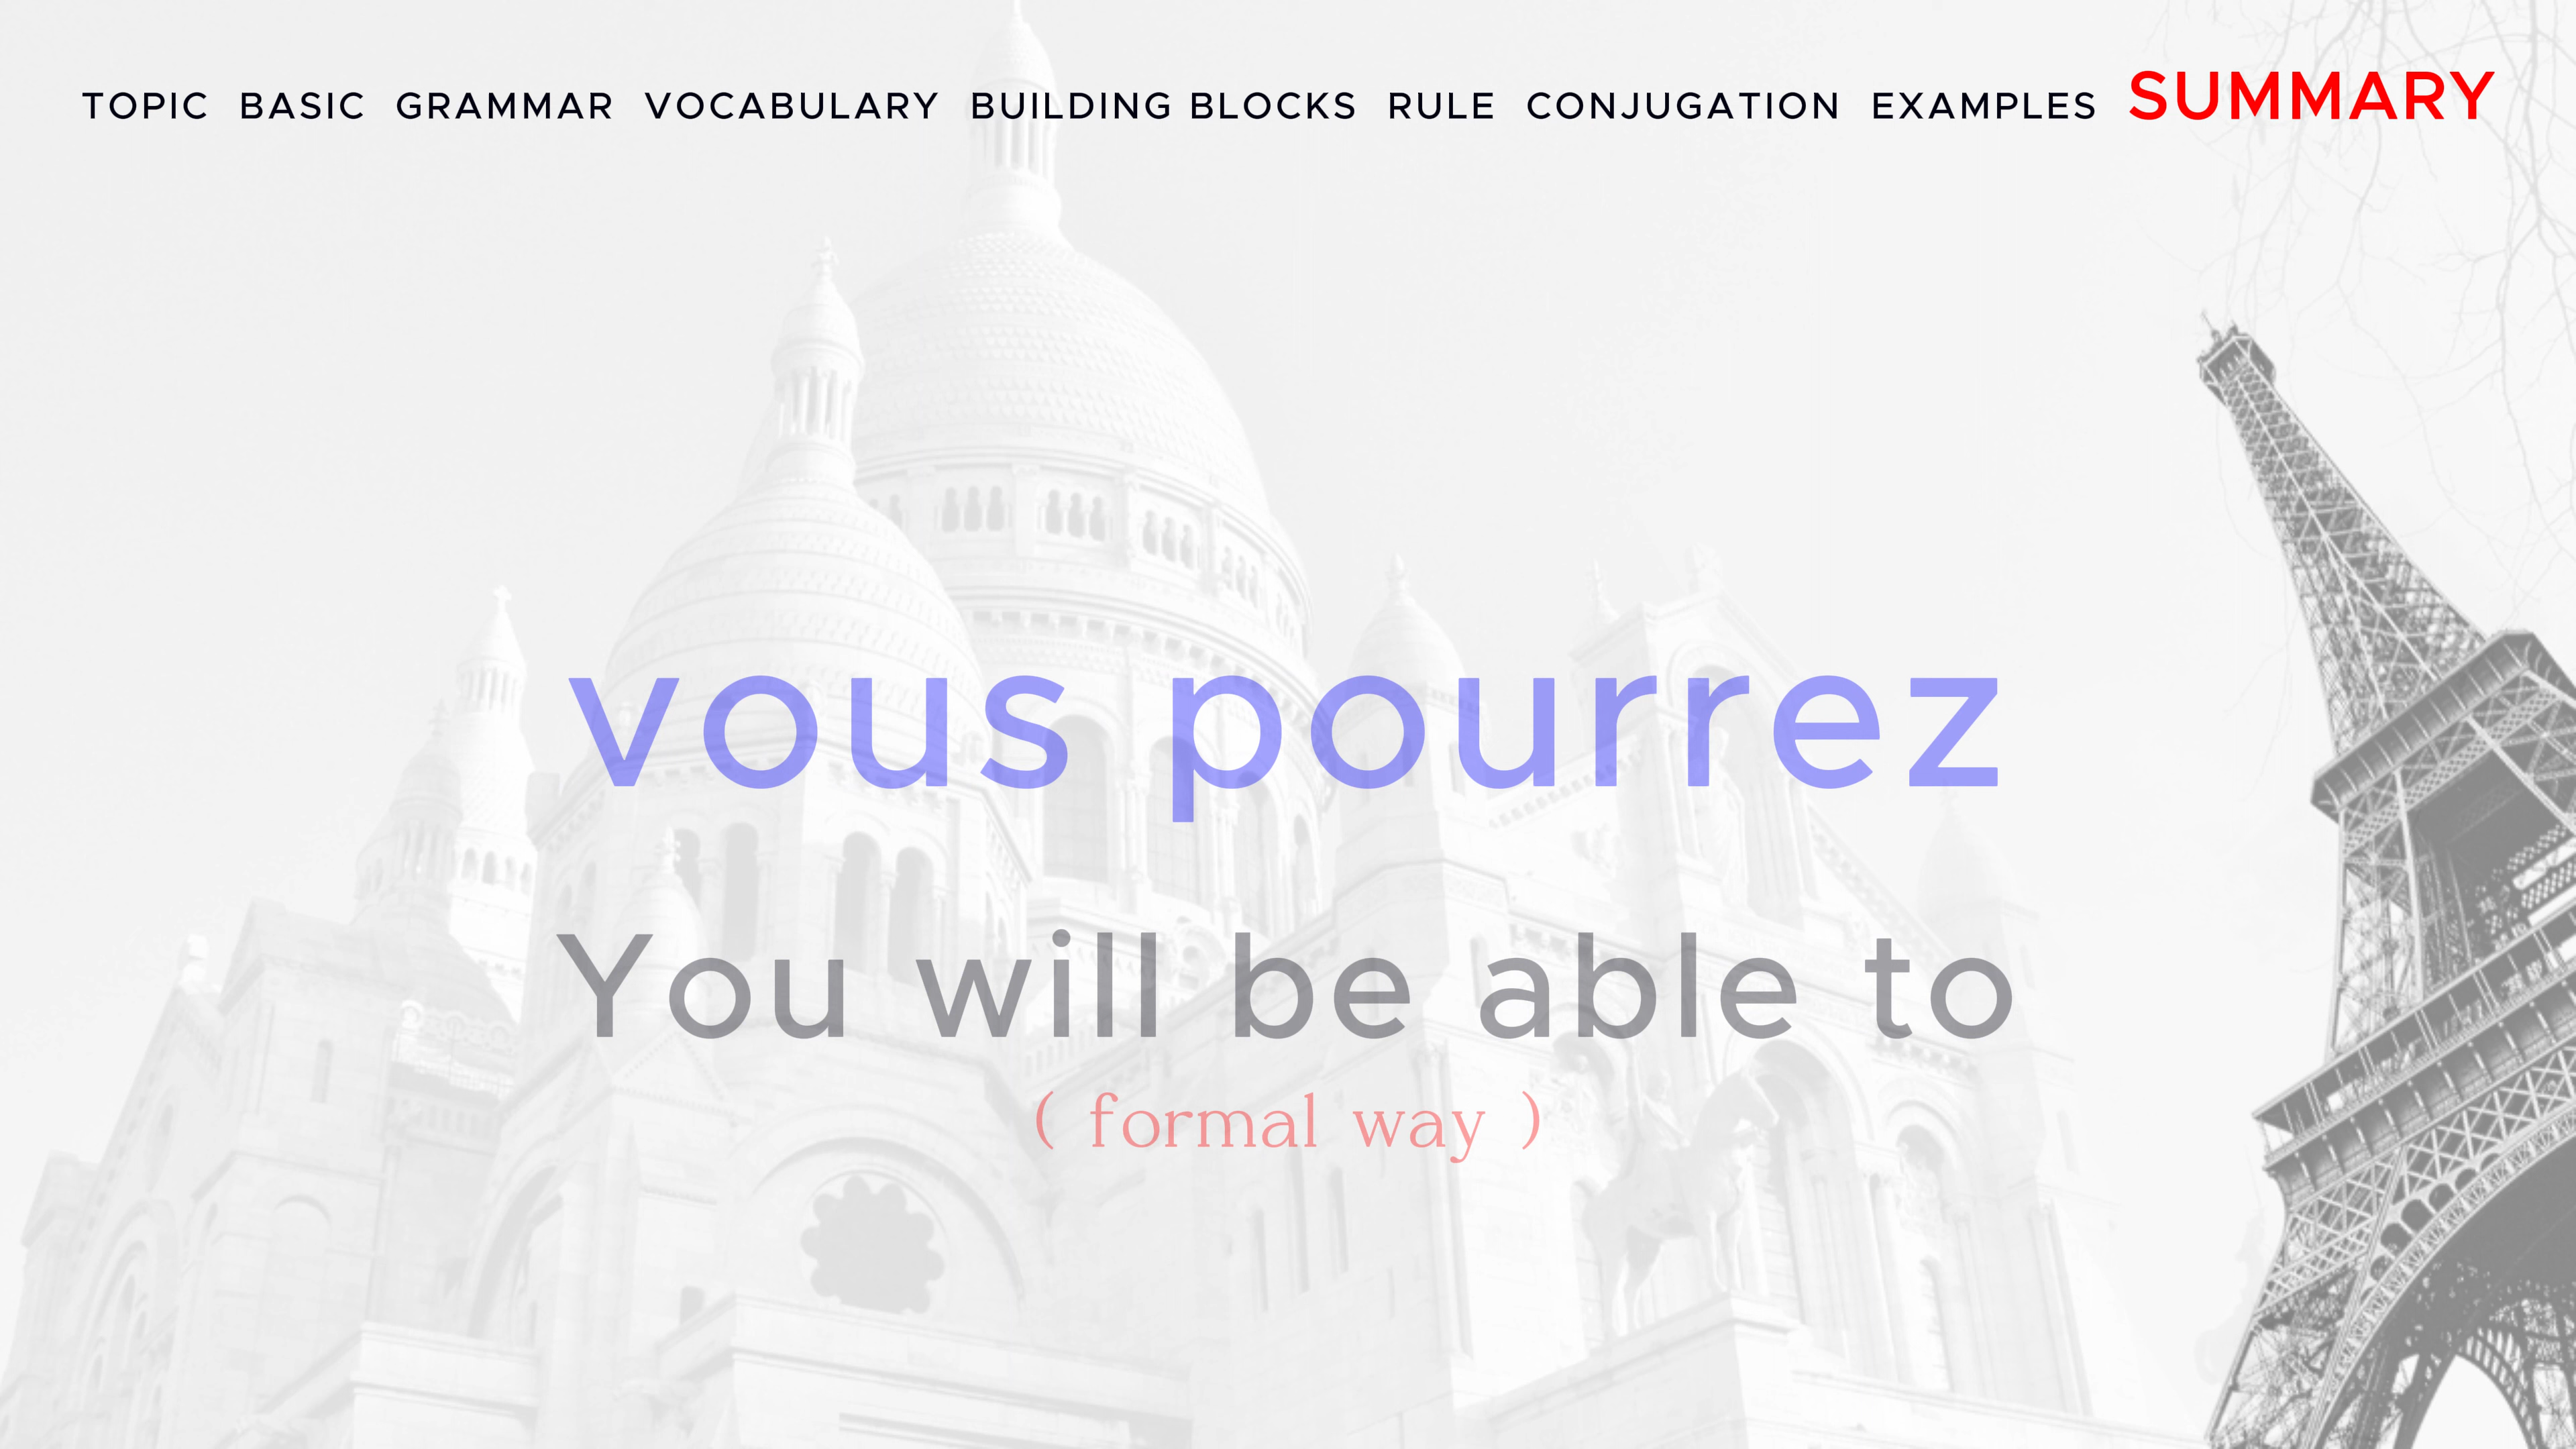 TOPIC BASIC GRAMMAR VOCABULARY BUILDING BLOCKS RULE CONJUGATION EXAMPLES SUMMARY
vous pourrez
You will be able to
( formal way )